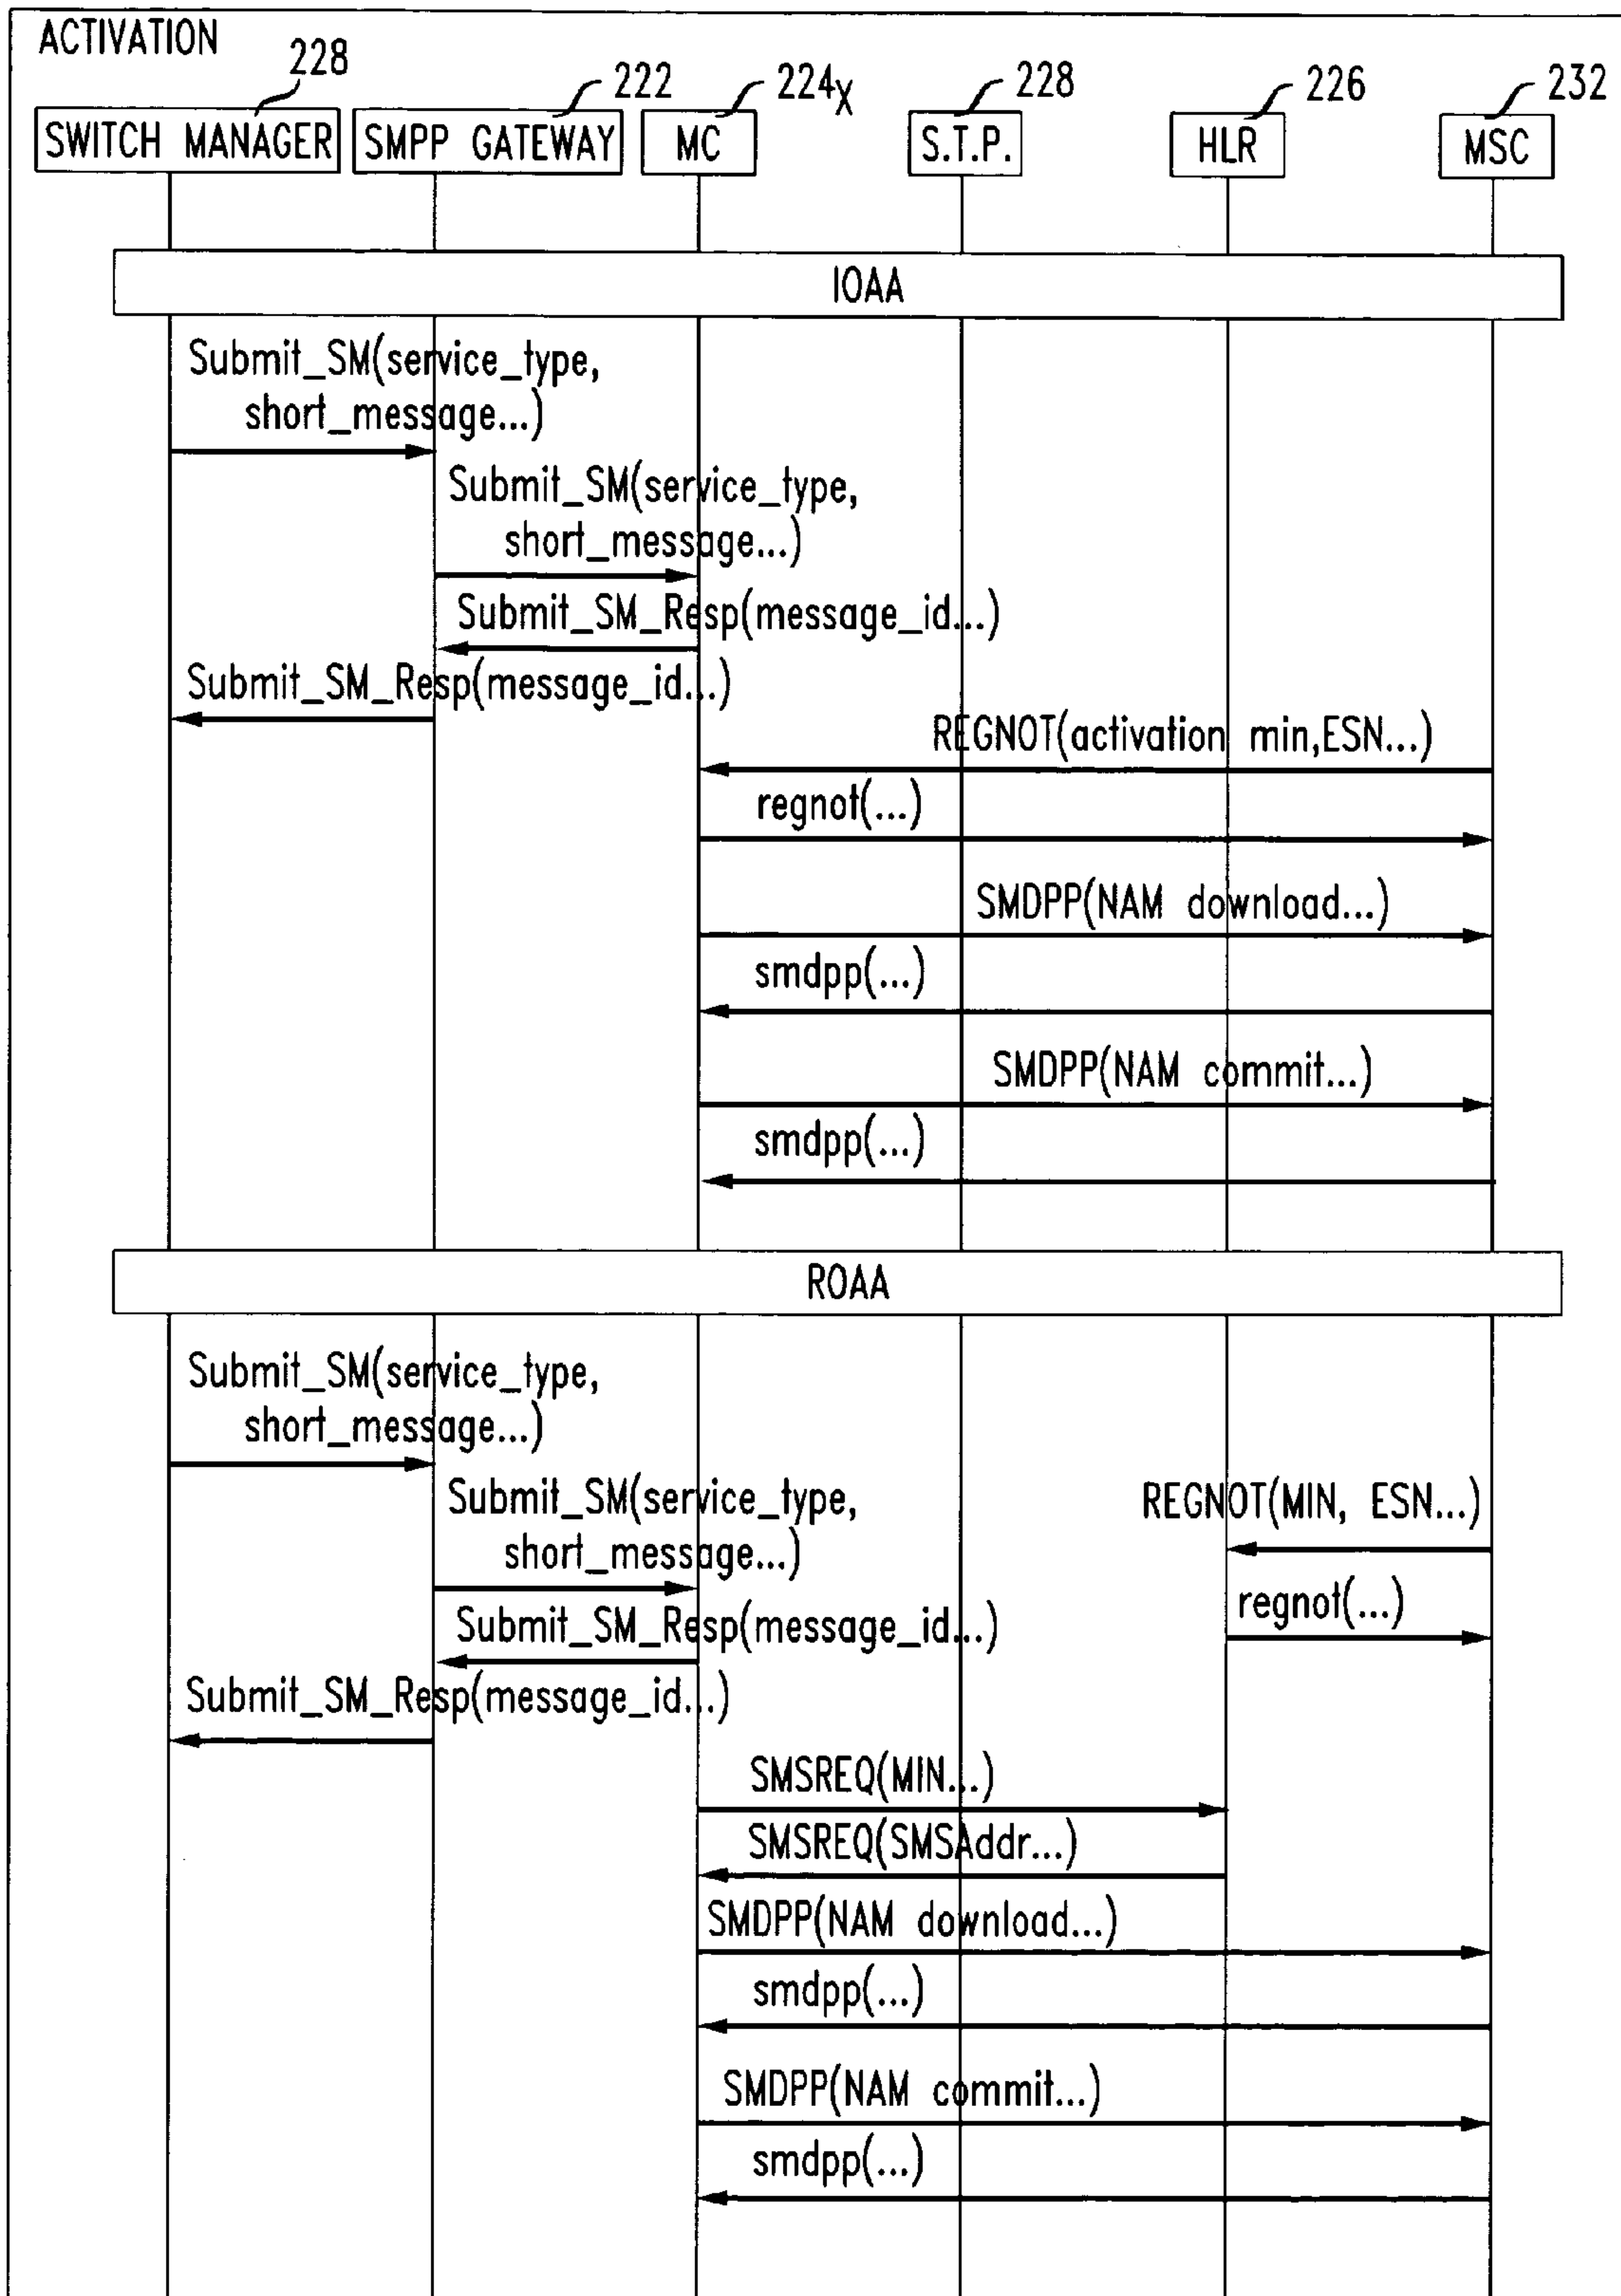 ACTIVATION
228
222
224X
228
226
232
SWITCH MANAGER
SMPP GATEWAY
MC
S.T.P.
HLR
MSC
IOAA
Submit_SM(service_type,
short_message...)
Submit_SM(service_type,
short_message...)
Submit_SM_Resp(message_id...)
Submit_SM_Resp(message_id...)
REGNOT(activation min,ESN...)
regnot(...)
SMDPP(NAM download...)
smdpp(...)
SMDPP(NAM commit...)
smdpp(...)
ROAA
Submit_SM(service_type,
short_message...)
Submit_SM(service_type,
short_message...)
REGNOT(MIN, ESN...)
regnot(...)
Submit_SM_Resp(message_id...)
Submit_SM_Resp(message_id...)
SMSREQ(MIN...)
SMSREQ(SMSAddr...)
SMDPP(NAM download...)
smdpp(...)
SMDPP(NAM commit...)
smdpp(...)